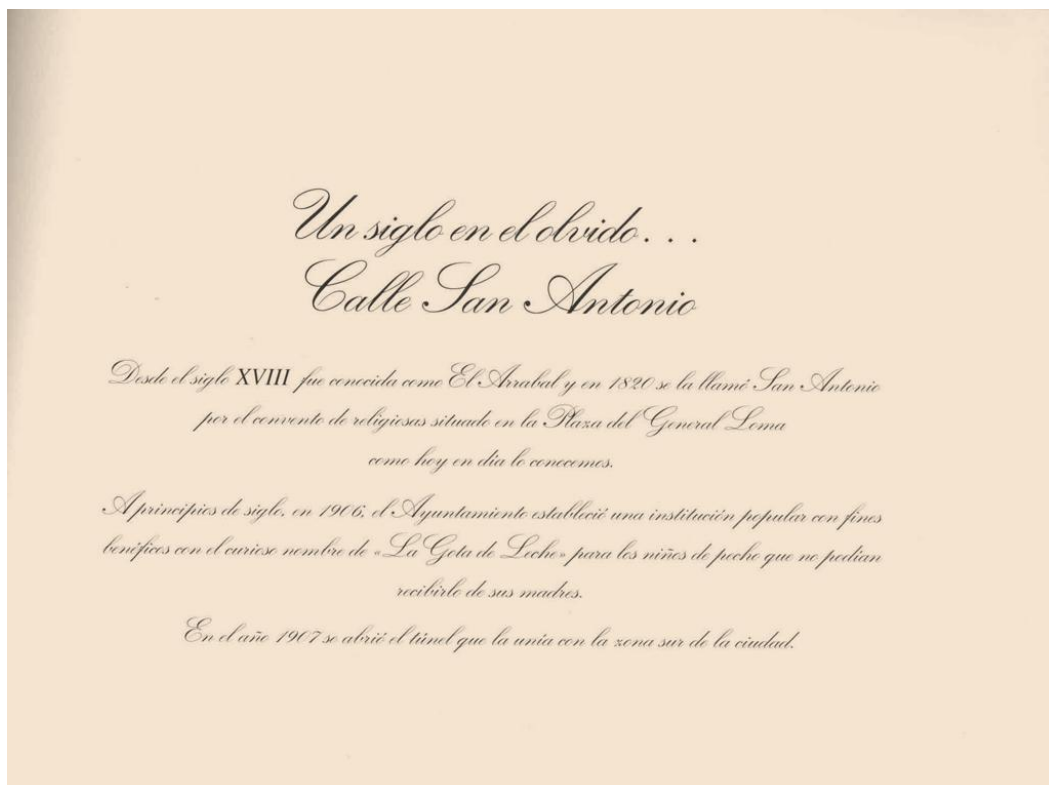 Un siglo en el olvido. . .
Calle San Antonio
Desde el siglo XVIII fue conocida como El Arrabal y en 1820 se la llamó San Antonio
por el convento de religiosas situado en la Plaza del General Loma
como hoy en día lo conocemos.
A principios de siglo, en 1906, el Ayuntamiento estableció una institución popular con fines
benéficos con el curioso nombre de «La Gota de Leche» para los niños de pecho que no podían
recibirlo de sus madres.
En el año 1907 se abrió el túnel que la unía con la zona sur de la ciudad.